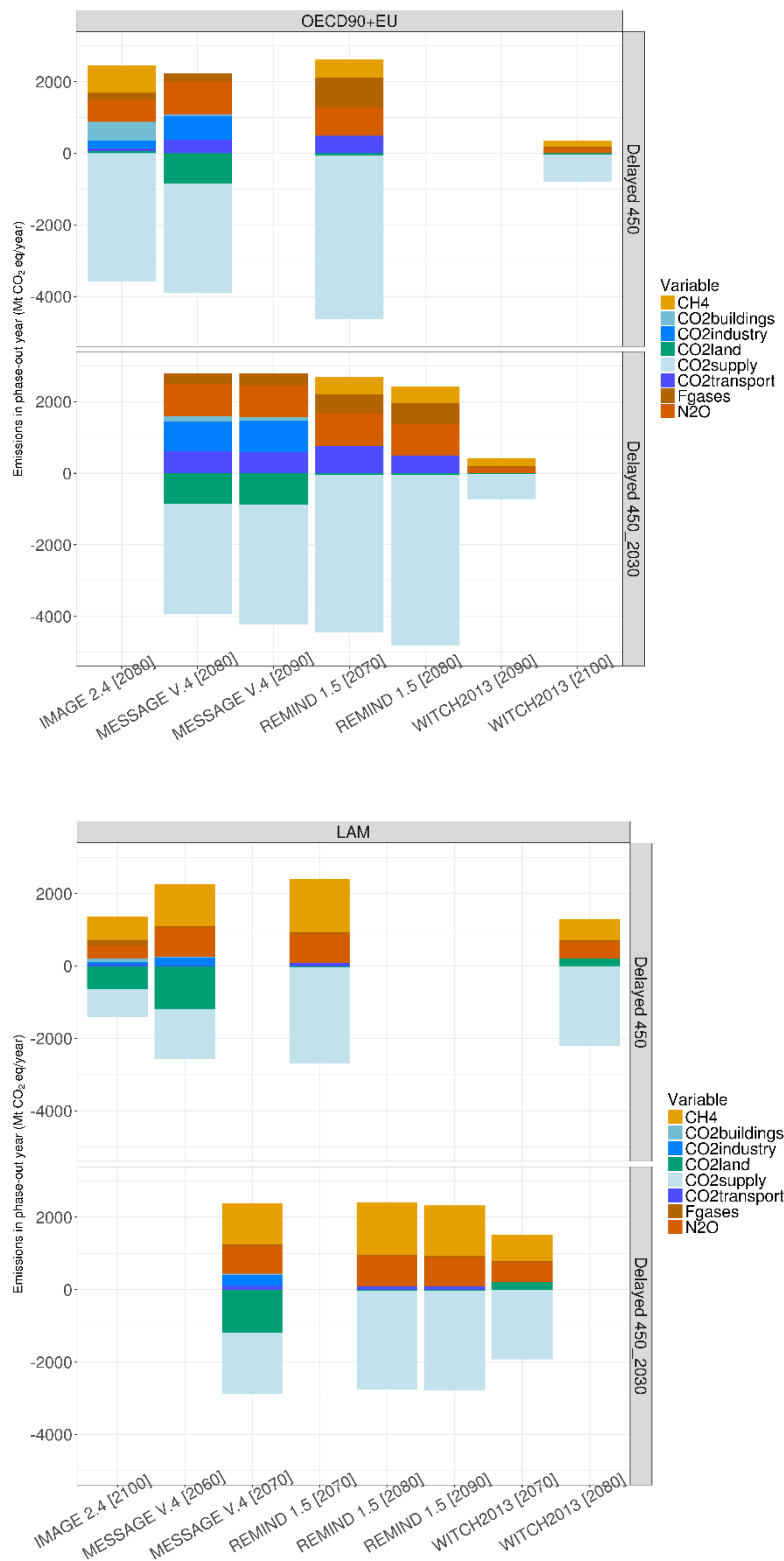 OECD90+EU
2000
0
-2000
-4000
Delayed 450
2000
0
-2000
-4000
Delayed 450_2030
Emissions in phase-out year (Mt CO₂ eq/year)
IMAGE 2.4 [2080]
MESSAGE V.4 [2080]
MESSAGE V.4 [2090]
REMIND 1.5 [2070]
REMIND 1.5 [2080]
WITCH2013 [2090]
WITCH2013 [2100]
Variable
CH4
CO2buildings
CO2industry
CO2land
CO2supply
CO2transport
Fgases
N2O
LAM
2000
0
-2000
-4000
Delayed 450
2000
0
-2000
-4000
Delayed 450_2030
Emissions in phase-out year (Mt CO₂ eq/year)
IMAGE 2.4 [2100]
MESSAGE V.4 [2060]
MESSAGE V.4 [2070]
REMIND 1.5 [2070]
REMIND 1.5 [2080]
REMIND 1.5 [2090]
WITCH2013 [2070]
WITCH2013 [2080]
Variable
CH4
CO2buildings
CO2industry
CO2land
CO2supply
CO2transport
Fgases
N2O